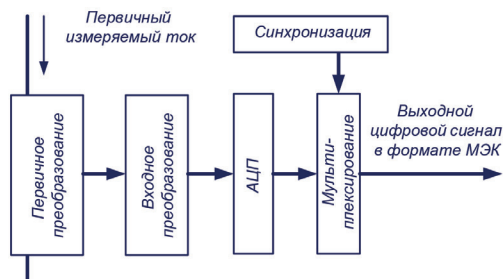 Первичный
измеряемый ток
Синхронизация
Первичное
преобразование
Входное
преобразование
АЦП
Мульти-
плексирование
Выходной
цифровой сигнал
в формате МЭК